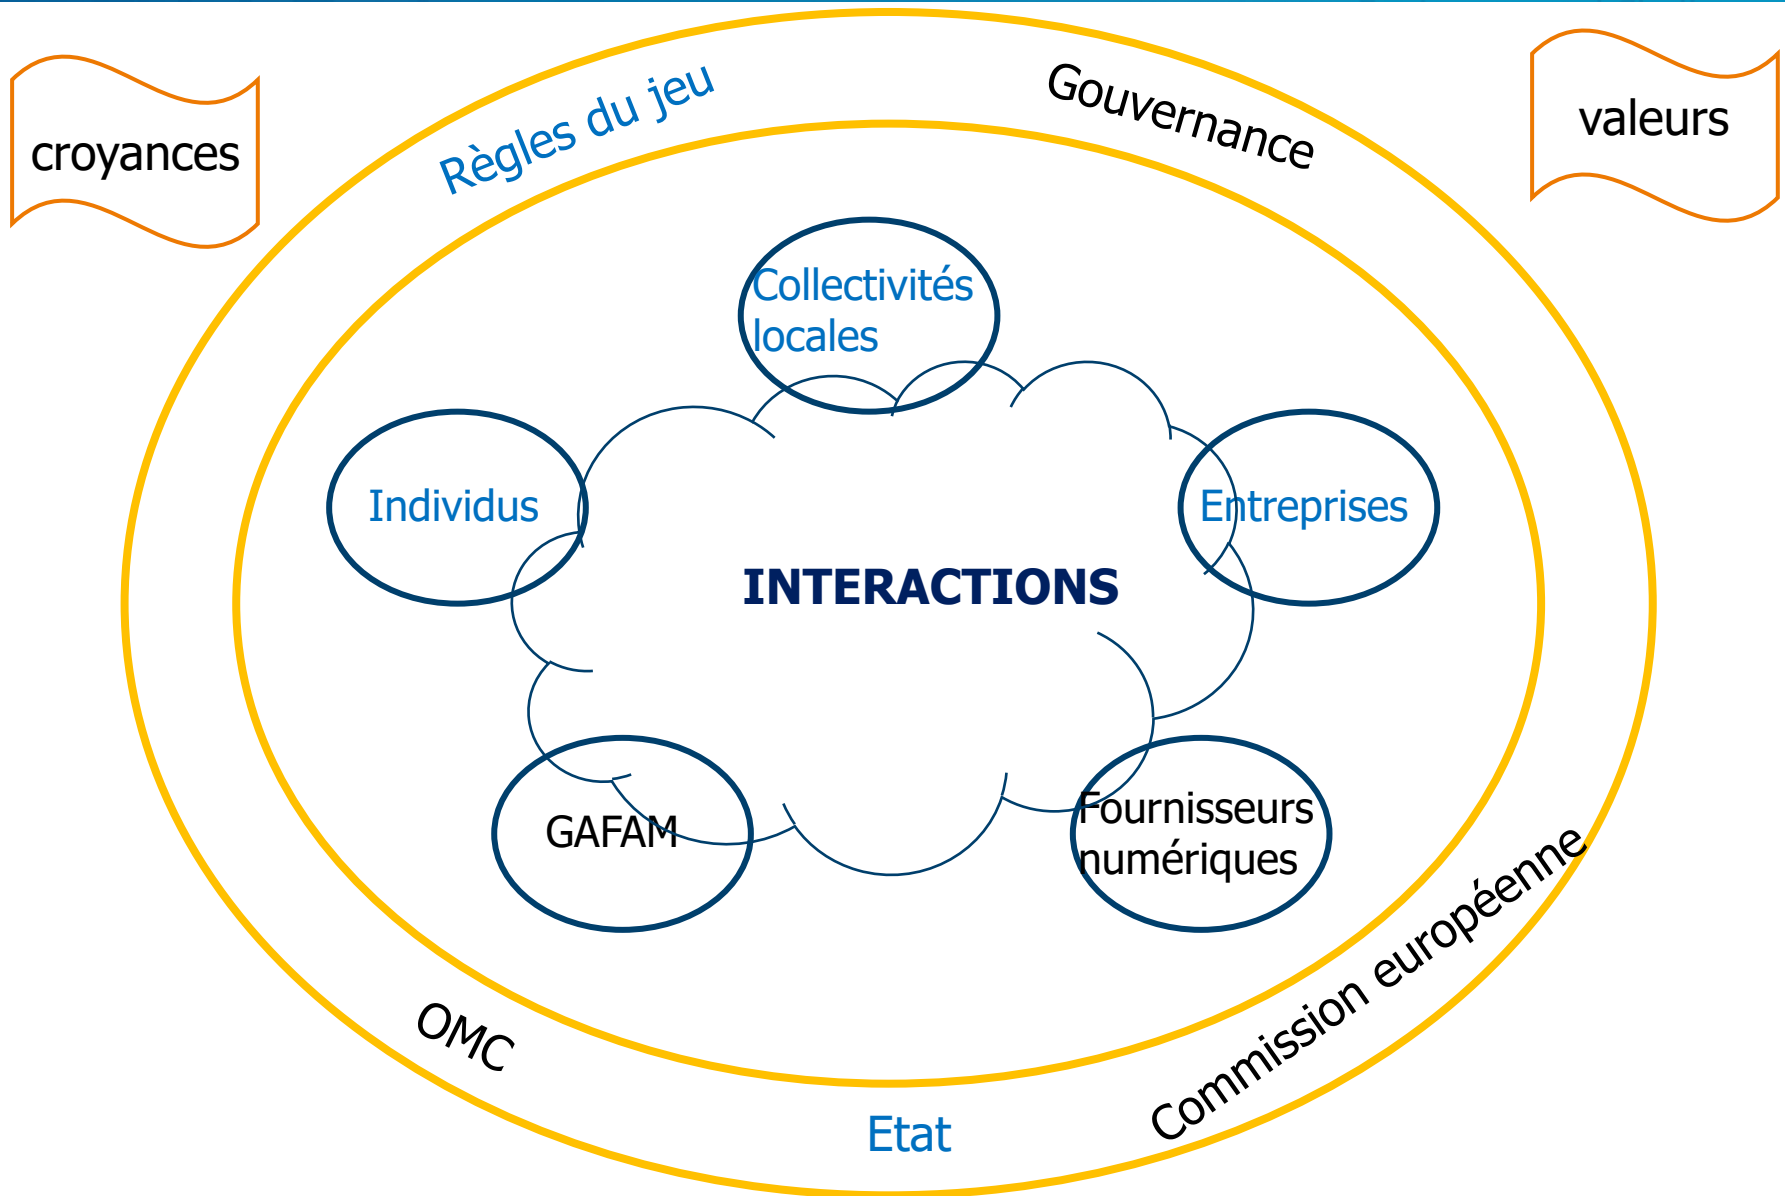 croyances
Règles du jeu
Gouvernance
valeurs
Collectivités
locales
Individus
Entreprises
INTERACTIONS
GAFAM
Fournisseurs
numériques
OMC
Etat
Commission européenne